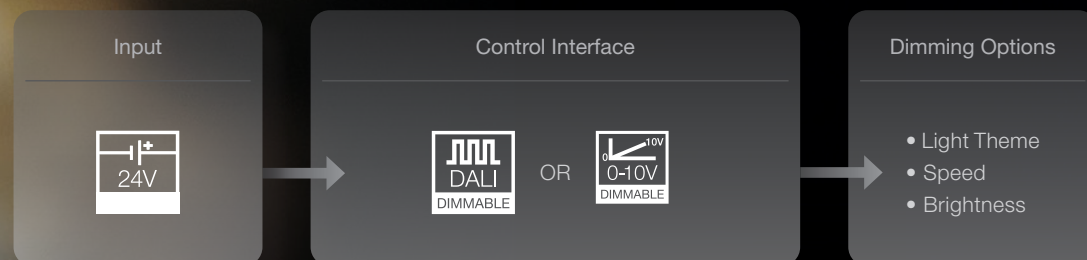 Input
24V
Control Interface
DALI
DIMMABLE
OR
0 10V
0-10V
DIMMABLE
Dimming Options
• Light Theme
• Speed
• Brightness